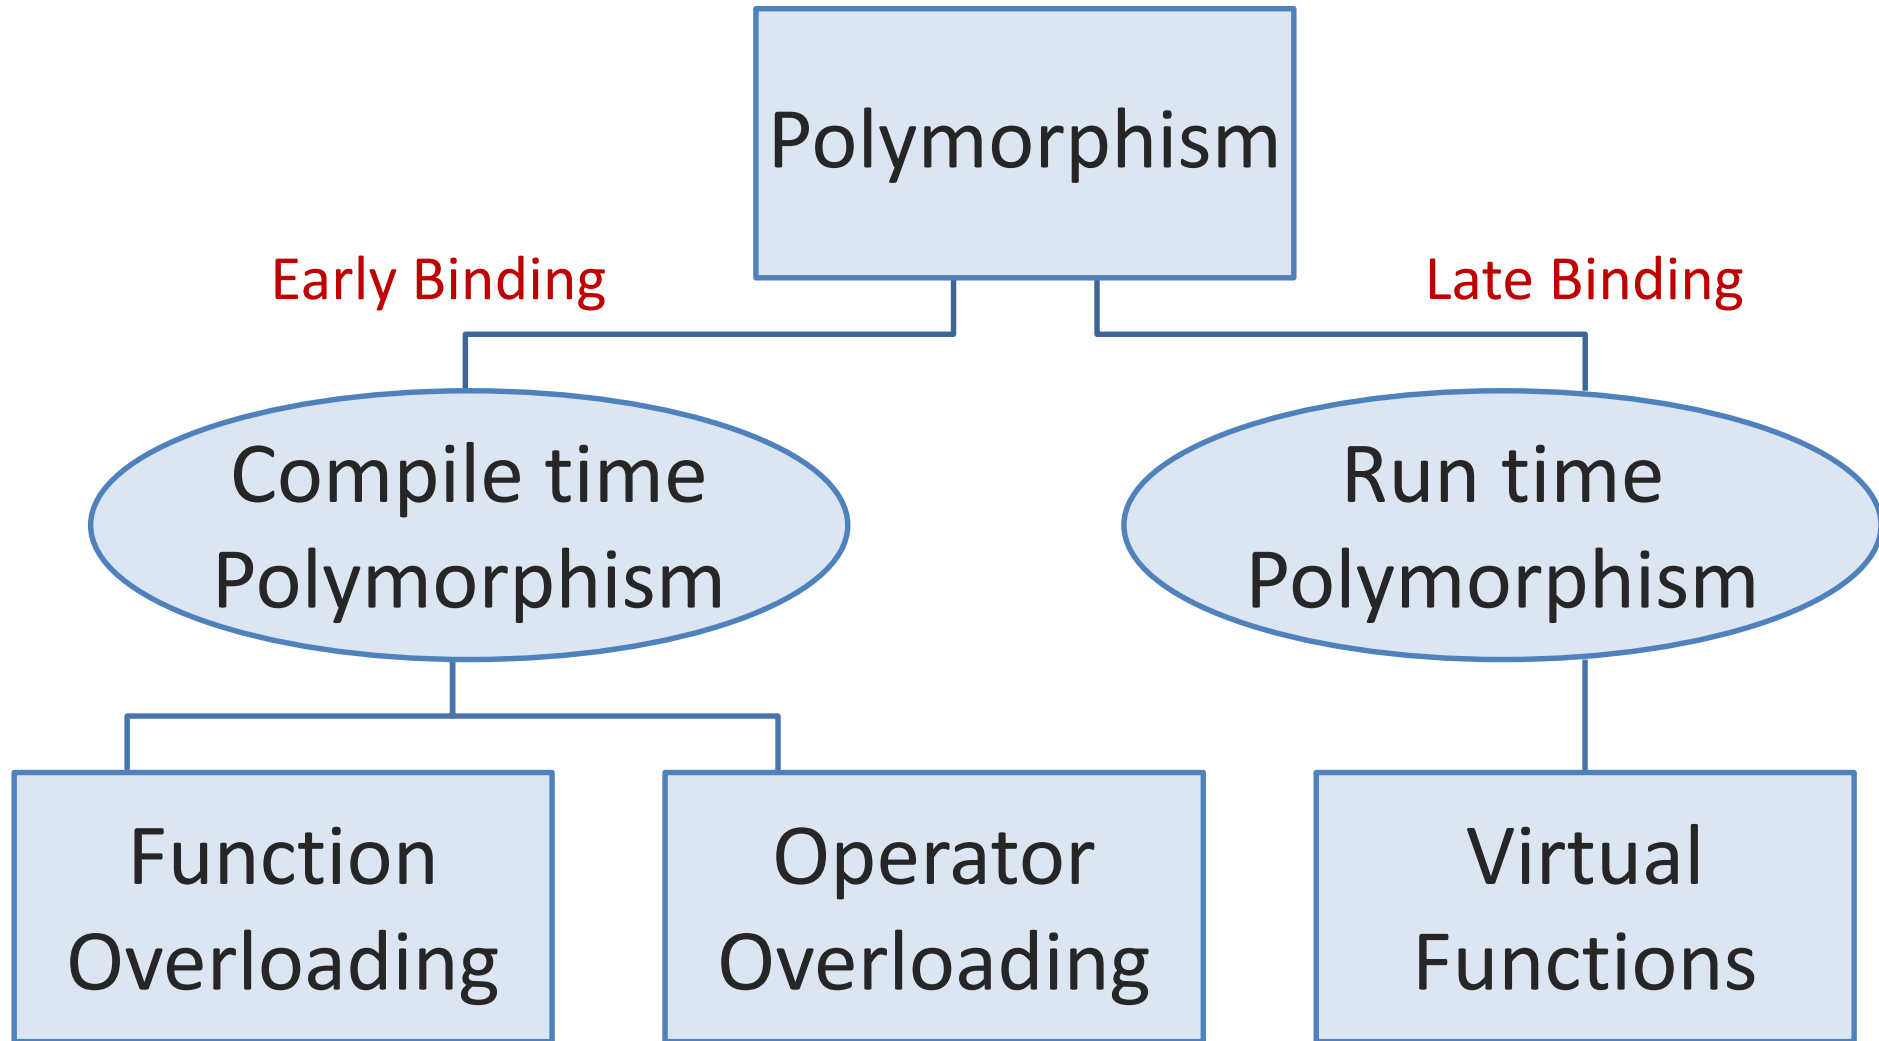 Polymorphism
Early Binding
Late Binding
Compile time
Polymorphism
Run time
Polymorphism
Function
Overloading
Operator
Overloading
Virtual
Functions